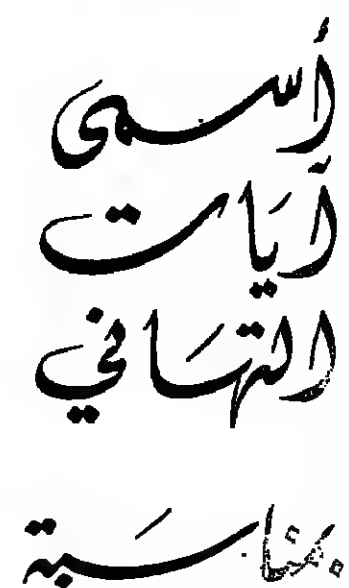 أسمى
آيات
التهاني
بمناسبة